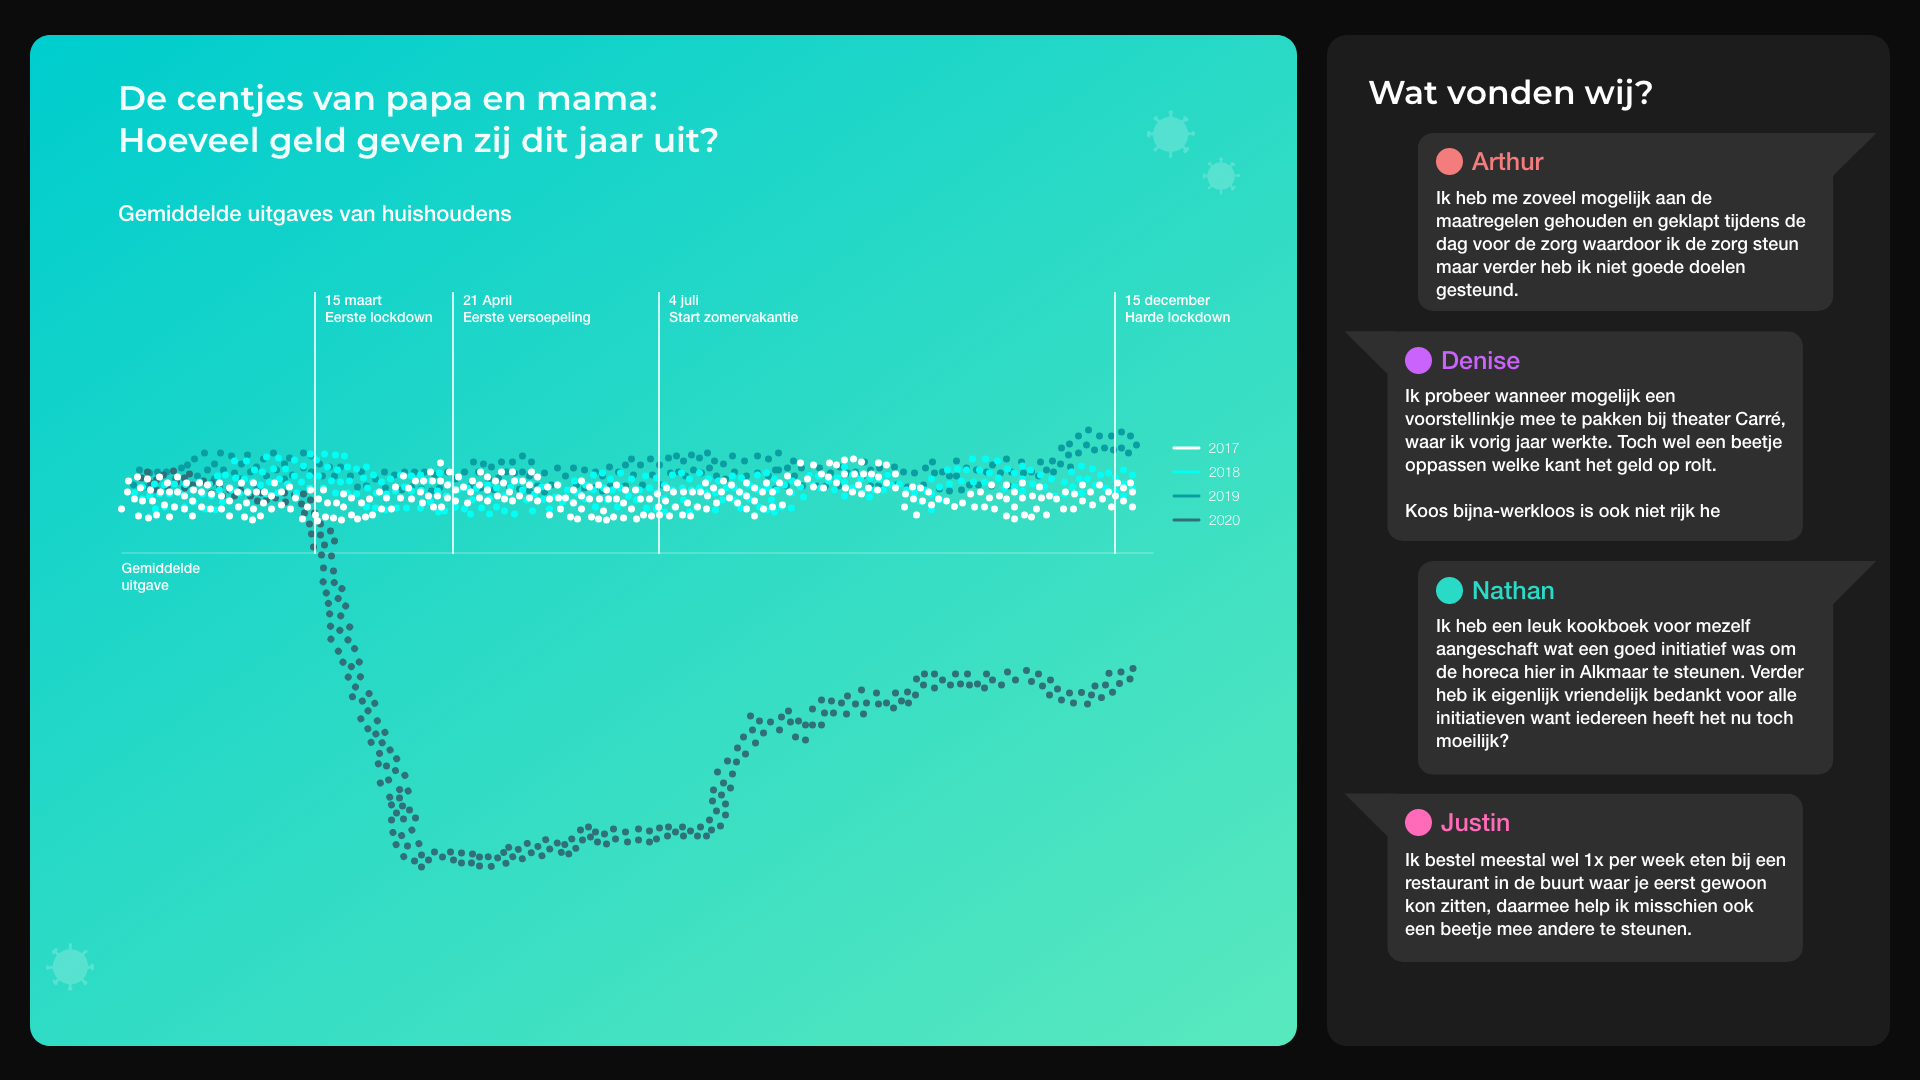 De centjes van papa en mama:
Hoeveel geld geven zij dit jaar uit?
Gemiddelde uitgaves van huishoudens
15 maart
Eerste lockdown
21 April
Eerste versoepeling
4 juli
Start zomervakantie
15 december
Harde lockdown
2017
2018
2019
2020
Gemiddelde
uitgave
Wat vonden wij?
Arthur
Ik heb me zoveel mogelijk aan de
maatregelen gehouden en geklapt tijdens de
dag voor de zorg waardoor ik de zorg steun
maar verder heb ik niet goede doelen
gesteund.
Denise
Ik probeer wanneer mogelijk een
voorstellinkje mee te pakken bij theater Carré,
waar ik vorig jaar werkte. Toch wel een beetje
oppassen welke kant het geld op rolt.
Koos bijna-werkloos is ook niet rijk he
Nathan
Ik heb een leuk kookboek voor mezelf
aangeschaft wat een goed initiatief was om
de horeca hier in Alkmaar te steunen. Verder
heb ik eigenlijk vriendelijk bedankt voor alle
initiatieven want iedereen heeft het nu toch
moeilijk?
Justin
Ik bestel meestal wel 1x per week eten bij een
restaurant in de buurt waar je eerst gewoon
kon zitten, daarmee help ik misschien ook
een beetje mee andere te steunen.